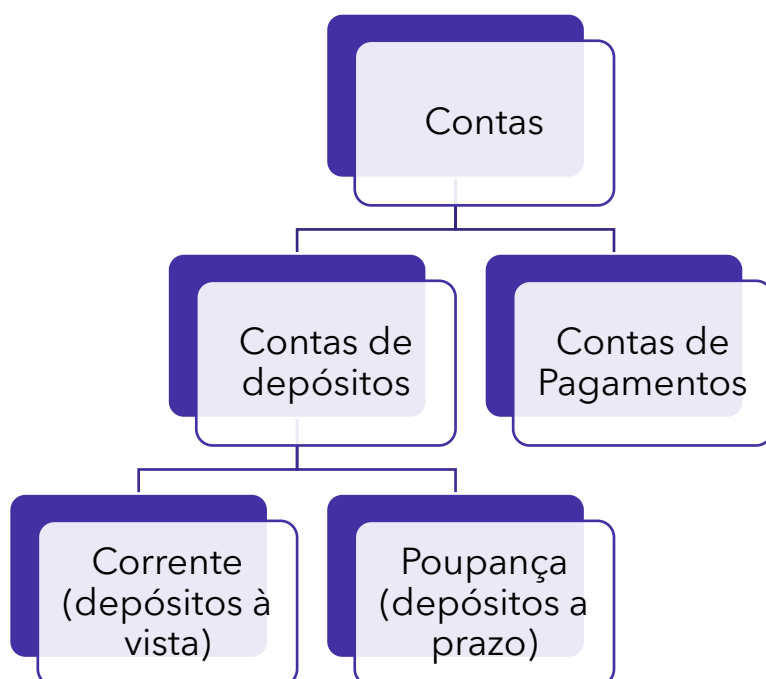 Contas
Contas de
depósitos
Contas de
Pagamentos
Corrente
(depósitos à
vista)
Poupança
(depósitos a
prazo)